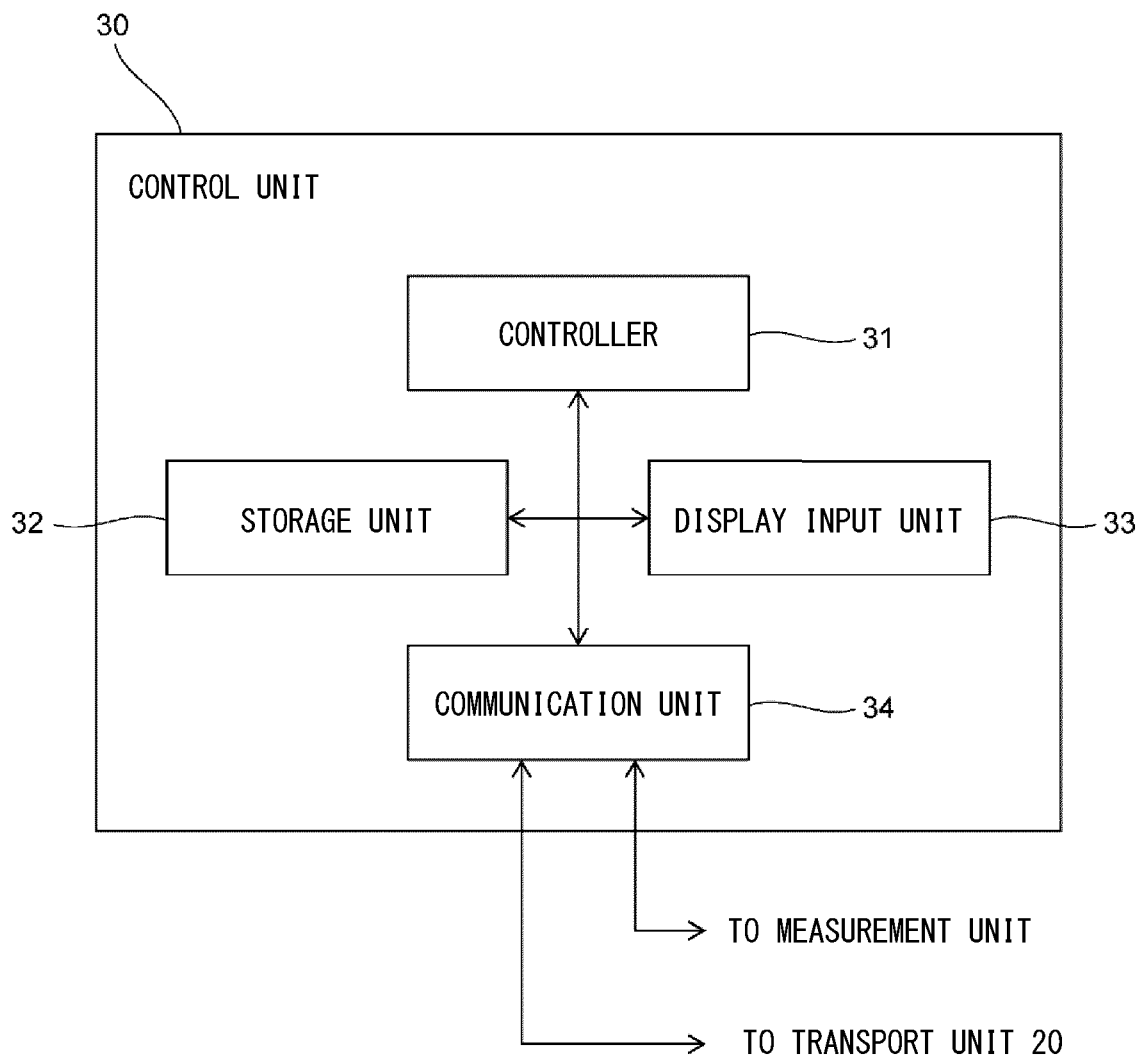 30
CONTROL UNIT
CONTROLLER
31
32
STORAGE UNIT
DISPLAY INPUT UNIT
33
COMMUNICATION UNIT
34
TO MEASUREMENT UNIT
TO TRANSPORT UNIT 20